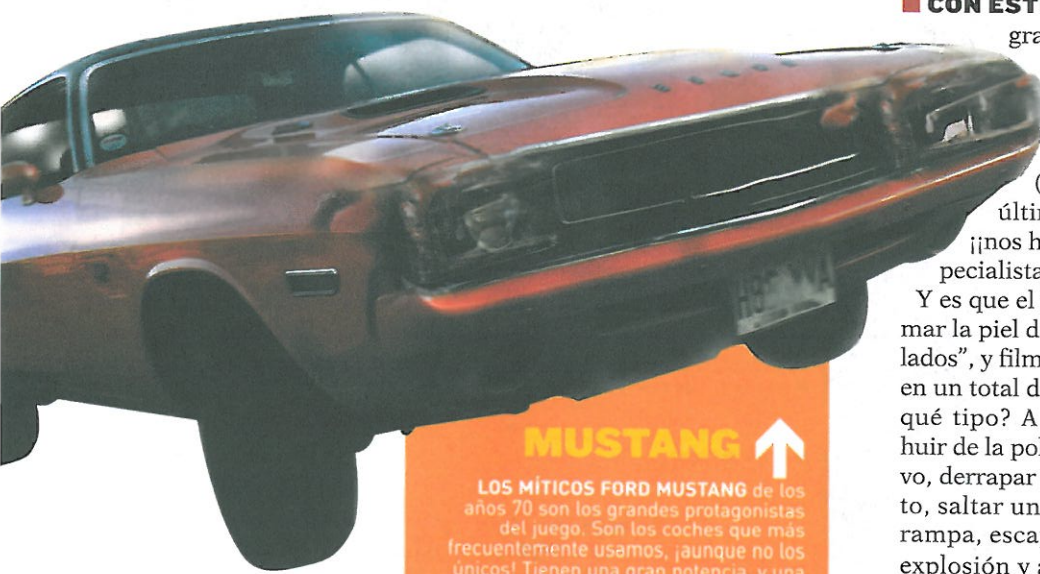 MUSTANG
LOS MÍTICOS FORD MUSTANG de los
años 70 son los grandes protagonistas
del juego. Son los coches que más
frecuentemente usamos, ¡aunque no los
únicos! Tienen una gran potencia, y una
CON EST
gra
últi
¡¡nos h
pecialista
Y es que el
mar la piel d
lados”, y film
en un total d
qué tipo? A
huir de la pol
vo, derrapar
to, saltar un
rampa, escap
explosión y a